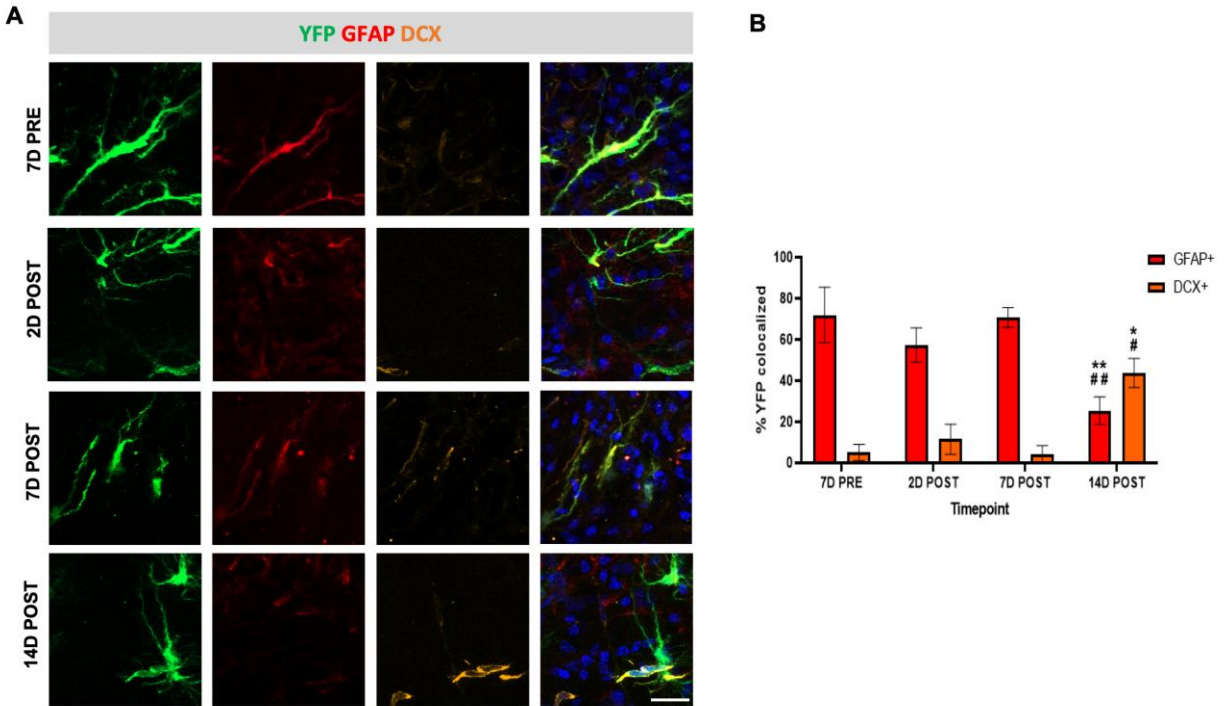 A
YFP GFAP DCX
7D PRE
2D POST
7D POST
14D POST
B
100
80
60
40
20
0
% YFP colocalized
GFAP+
DCX+
**
##
*
#
7D PRE 2D POST 7D POST 14D POST
Timepoint